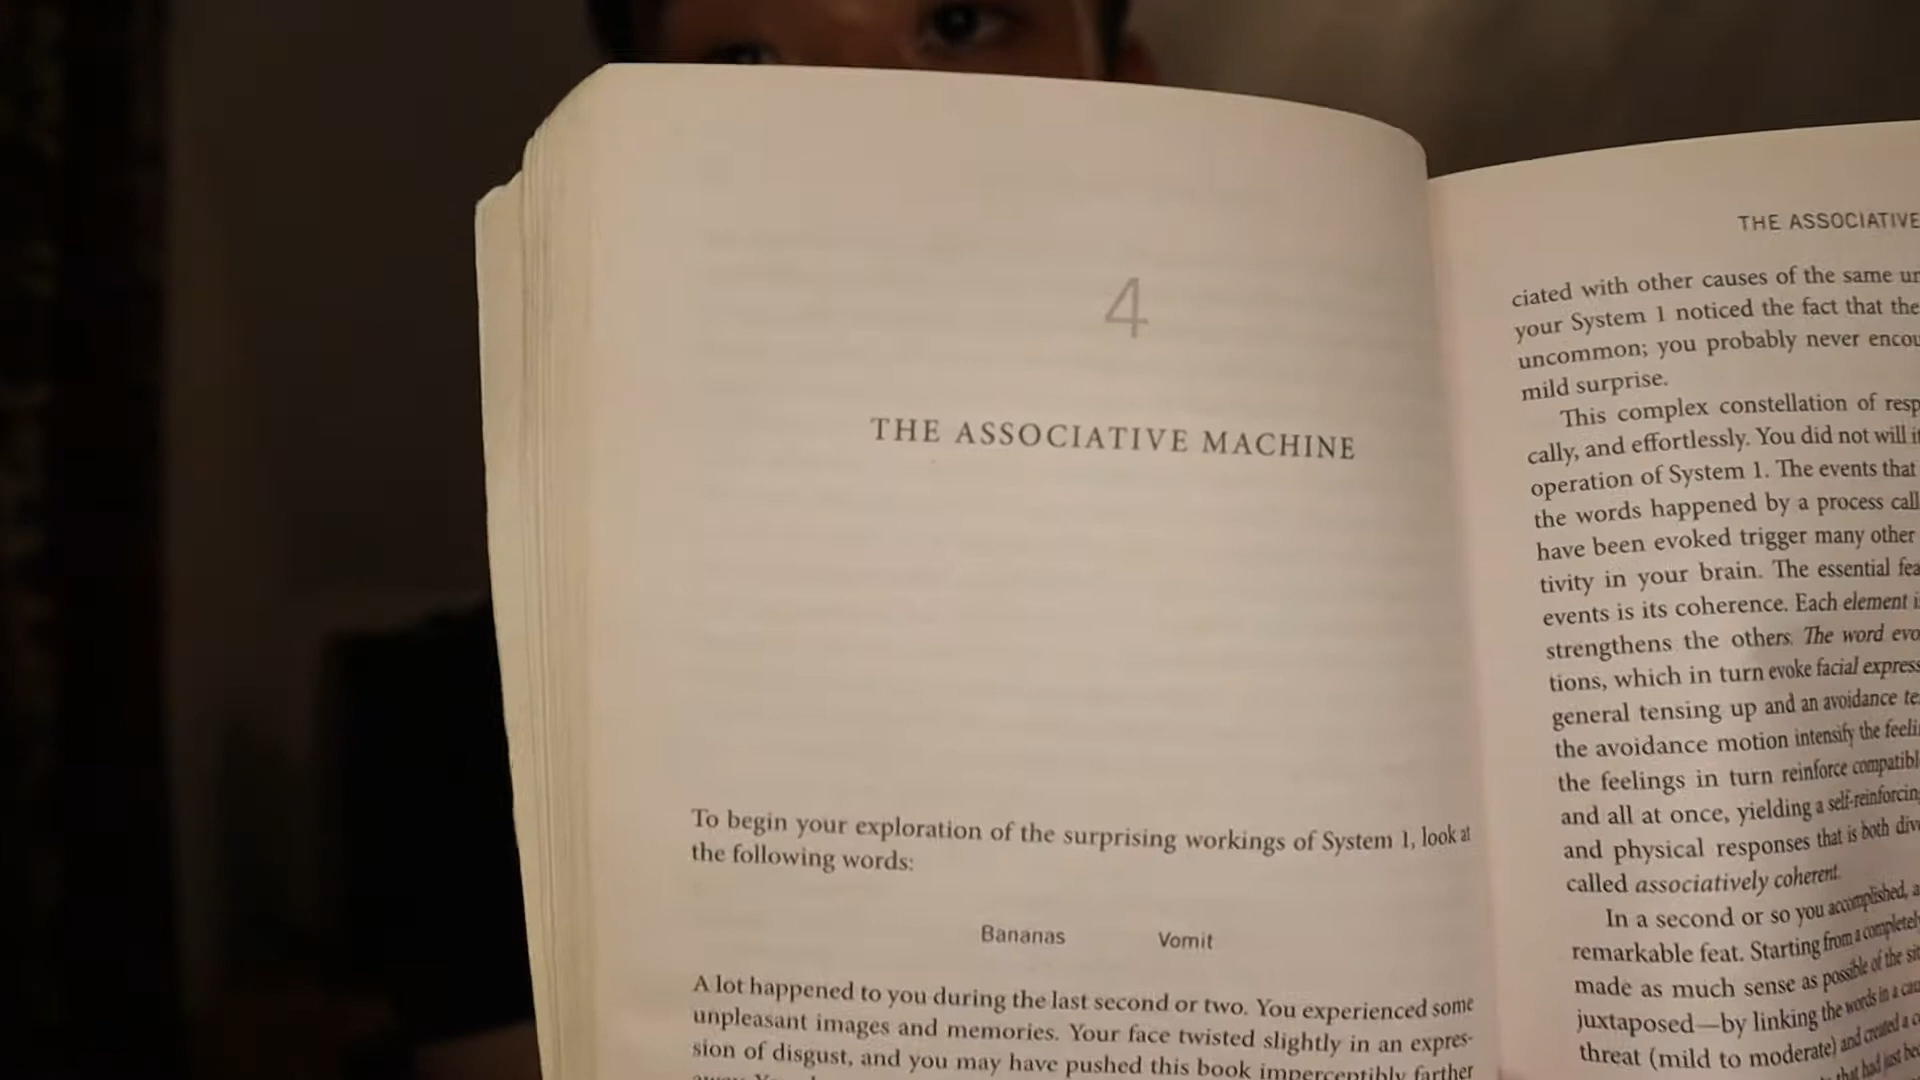 4
THE ASSOCIATIVE MACHINE
To begin your exploration of the surprising workings of System 1, look at
the following words:
Bananas Vomit
A lot happened to you during the last second or two. You experienced some
unpleasant images and memories. Your face twisted slightly in an expres-
sion of disgust, and you may have pushed this book imperceptibly farther
THE ASSOCIATIVE
ciated with other causes of the same
your System 1 noticed the fact that the
uncommon; you probably never
mild surprise.
This complex constellation of
cally, and effortlessly. You did not will
operation of System 1. The events that
the words happened by a process
have been evoked trigger many other
tivity in your brain. The essential
events is its coherence. Each element
strengthens the others. The word
tions, which in turn evoke facial
general tensing up and an avoidance
the avoidance motion intensify the
the feelings in turn reinforce
and all at once, yielding a
and physical responses that is both
called associatively coherent.
In a second or so you accomplished,
remarkable feat. Starting from a
made as much sense as possible of the
juxtaposed—by linking the words in a
threat (mild to moderate) and created a
that had just